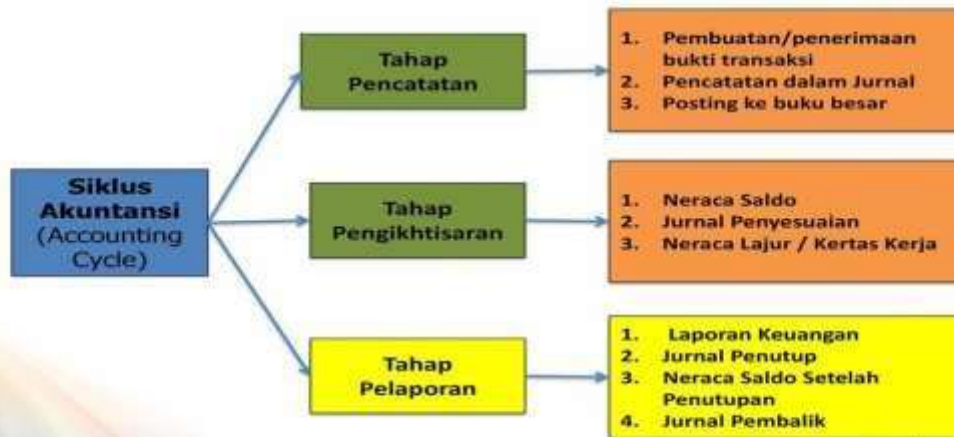 Siklus
Akuntansi
(Accounting
Cycle)
Tahap
Pencatatan
1. Pembuatan/penerimaan
bukti transaksi
2. Pencatatan dalam Jurnal
3. Posting ke buku besar
Tahap
Pengikhtisaran
1. Neraca Saldo
2. Jurnal Penyesuaian
3. Neraca Lajur / Kertas Kerja
Tahap
Pelaporan
1. Laporan Keuangan
2. Jurnal Penutup
3. Neraca Saldo Setelah
Penutupan
4. Jurnal Pembalik